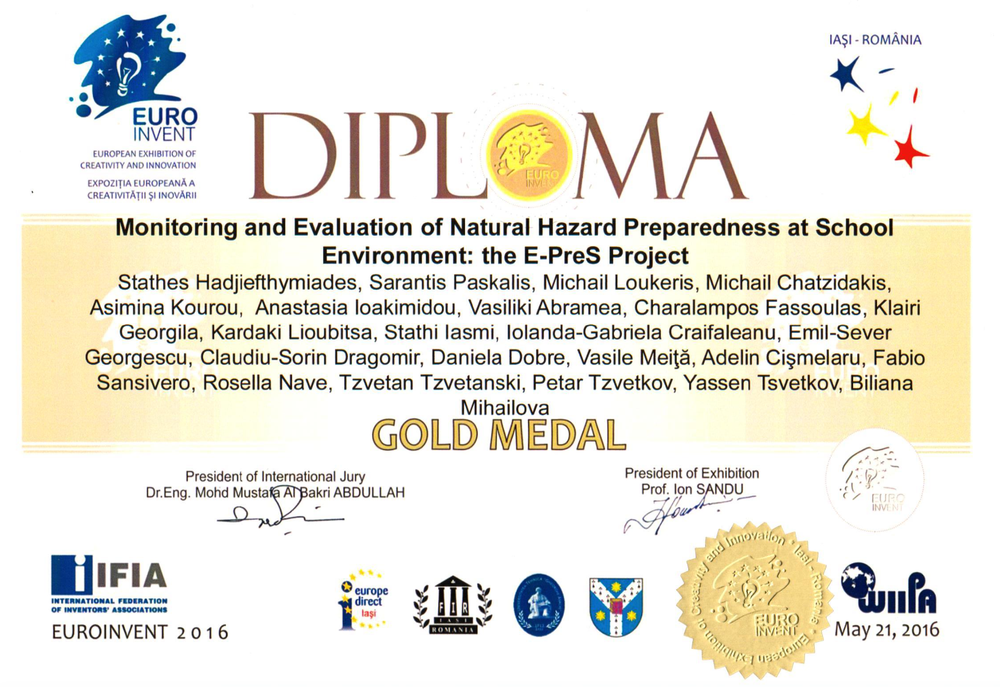 EURO
INVENT
EUROPEAN EXHIBITION OF
CREATIVITY AND INNOVATION
EXPOZIȚIA EUROPEANĂ A
CREATIVITĂȚII ȘI INOVĂRII
IAŞI - ROMÂNIA
DIPLOMA
EURO
INVENT
Monitoring and Evaluation of Natural Hazard Preparedness at School
Environment: the E-PreS Project
Stathes Hadjiefthymiades, Sarantis Paskalis, Michail Loukeris, Michail Chatzidakis,
Asimina Kourou, Anastasia Ioakimidou, Vasiliki Abramea, Charalampos Fassoulas, Klairi
Georgila, Kardaki Lioubitsa, Stathi Iasmi, Iolanda-Gabriela Craifaleanu, Emil-Sever
Georgescu, Claudiu-Sorin Dragomir, Daniela Dobre, Vasile Meiţă, Adelin Cişmelaru, Fabio
Sansivero, Rosella Nave, Tzvetan Tzvetanski, Petar Tzvetkov, Yassen Tsvetkov, Biliana
Mihailova
GOLD MEDAL
President of International Jury
Dr.Eng. Mohd Mustafa Al Bakri ABDULLAH
President of Exhibition
Prof. Ion SANDU
EURO
INVENT
IFIA
INTERNATIONAL FEDERATION
OF INVENTORS' ASSOCIATIONS
EUROINVENT 2016
europe
direct
Iaşi
FIR
IASI
ROMANIA
European Exhibition of Creativity and Innovation • Iasi - Romania •
EURO
INVENT
WIIPA
May 21, 2016